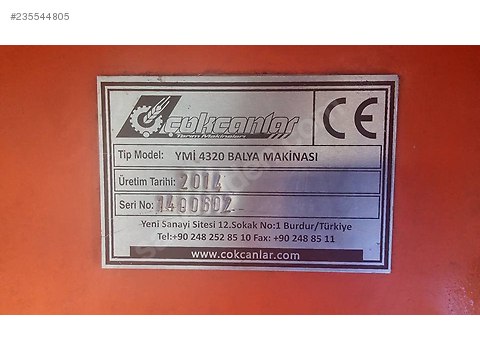 #235544805
çokcanlar
Tarım Makinaları
CE
Tip Model: YMİ 4320 BALYA MAKİNASI
Üretim Tarihi: 2014
Seri No: 1400602
Yeni Sanayi Sitesi 12.Sokak No:1 Burdur/Türkiye
Tel:+90 248 252 85 10 Fax: +90 248 85 11
www.cokcanlar.com